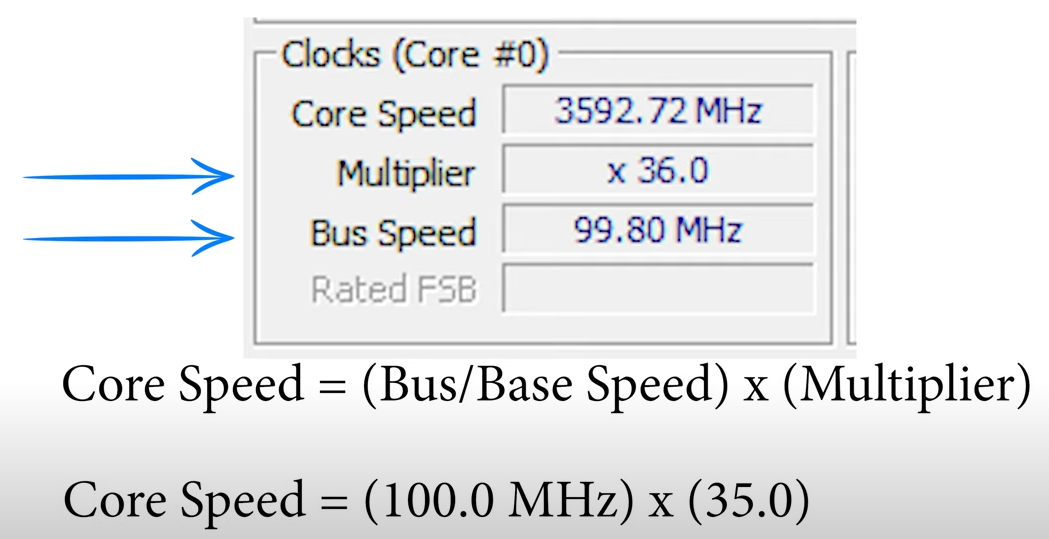 Clocks (Core #0)
Core Speed 3592.72 MHz
Multiplier x 36.0
Bus Speed 99.80 MHz
Rated FSB
Core Speed = (Bus/Base Speed) x (Multiplier)
Core Speed = (100.0 MHz) x (35.0)